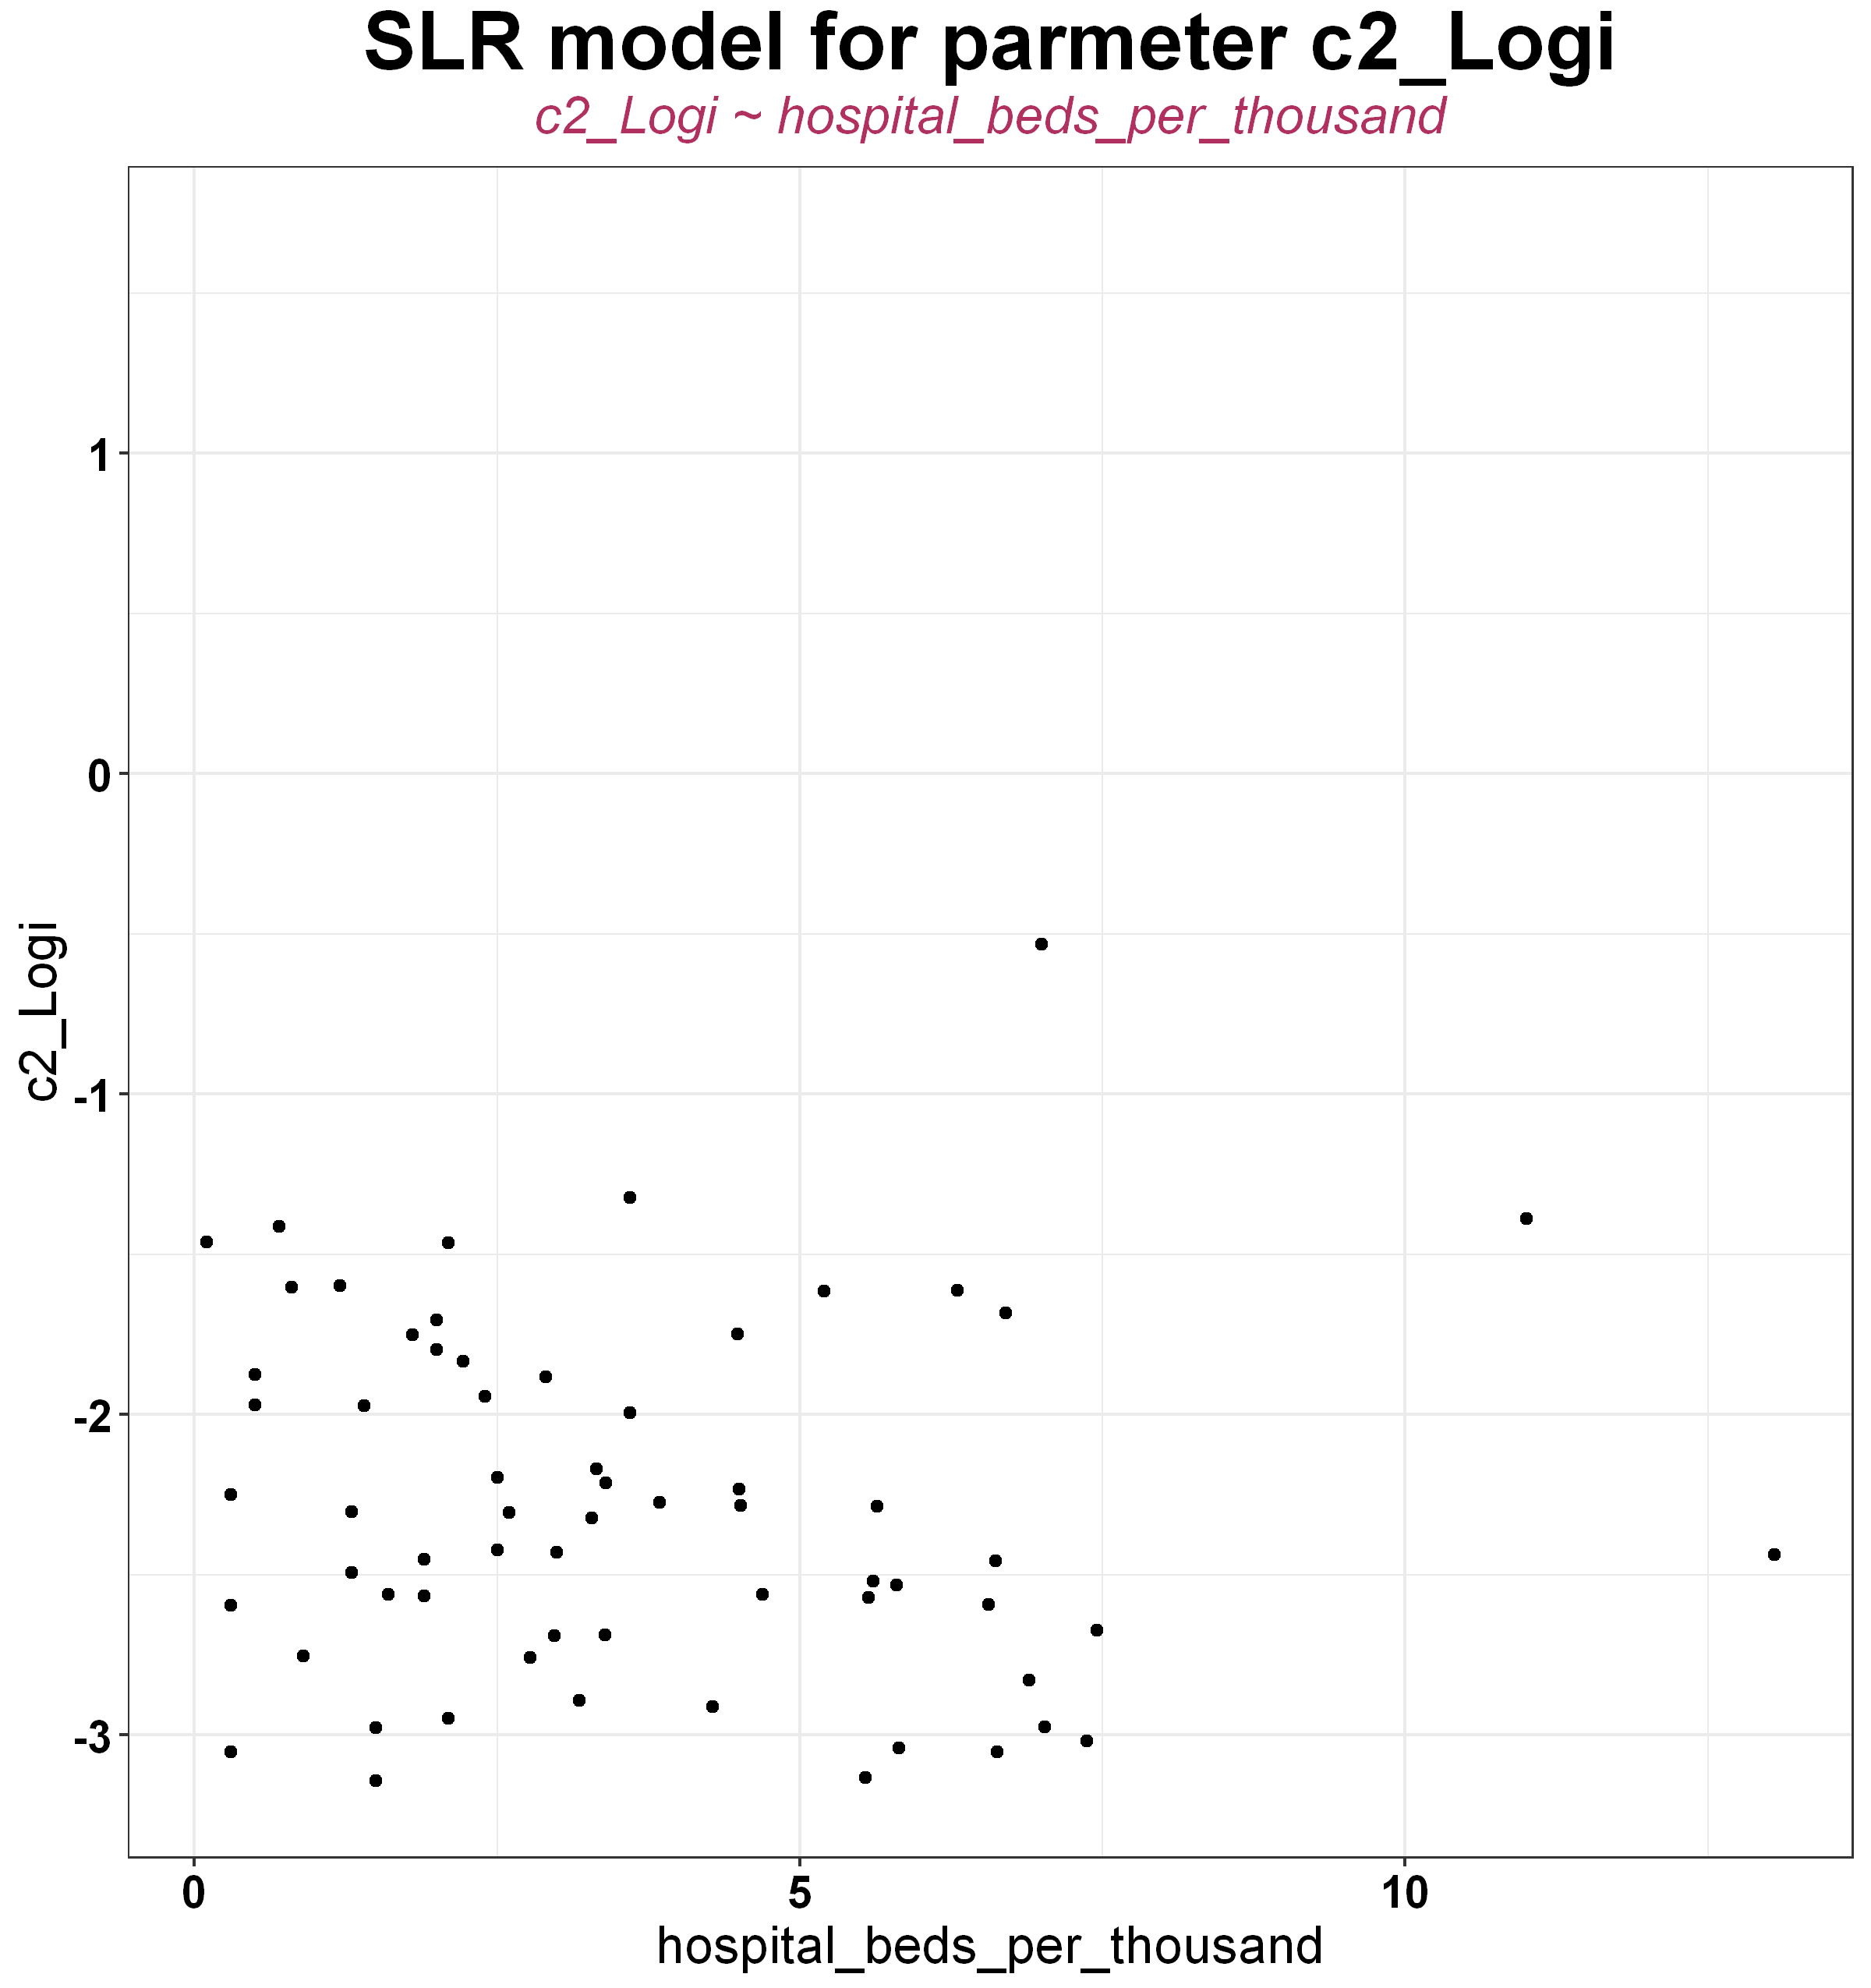 SLR model for parmeter c2_Logi
c2_Logi ~ hospital_beds_per_thousand
1
0
-1
-2
-3
c2_Logi
0 5 10
hospital_beds_per_thousand